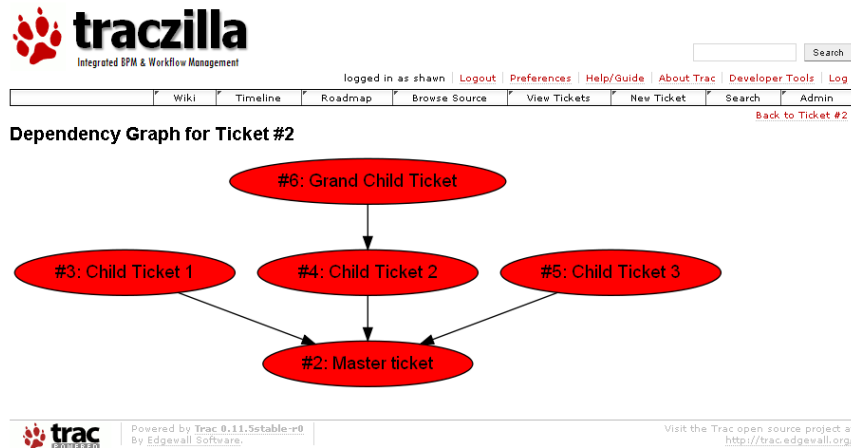 traczilla
Integrated BPM & Workflow Management
Search
logged in as shawn Logout Preferences Help/Guide About Trac Developer Tools Log
Wiki Timeline Roadmap Browse Source View Tickets New Ticket Search Admin
Back to Ticket #2
Dependency Graph for Ticket #2
#6: Grand Child Ticket
#3: Child Ticket 1
#4: Child Ticket 2
#5: Child Ticket 3
#2: Master ticket
trac
POWERED
Powered by Trac 0.11.5stable-r0
By Edgewall Software.
Visit the Trac open source project a
http://trac.edgewall.org